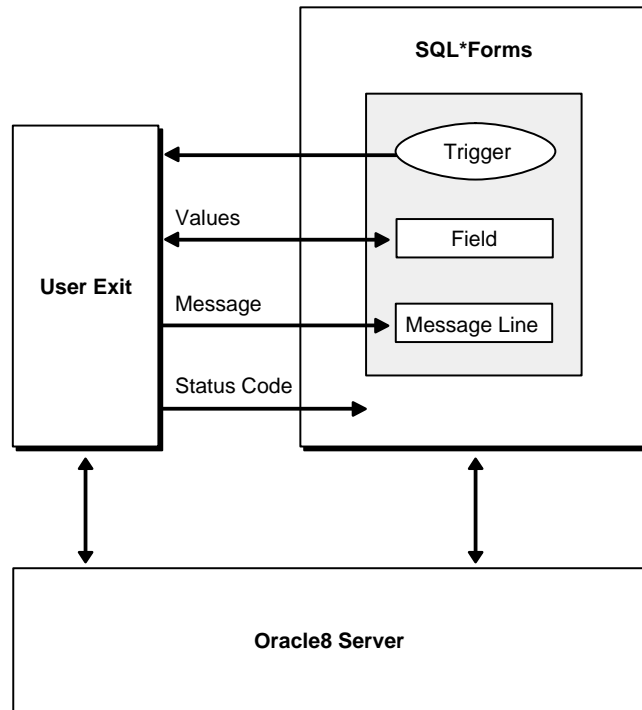 SQL*Forms
Trigger
Values
Field
User Exit
Message
Message Line
Status Code
Oracle8 Server